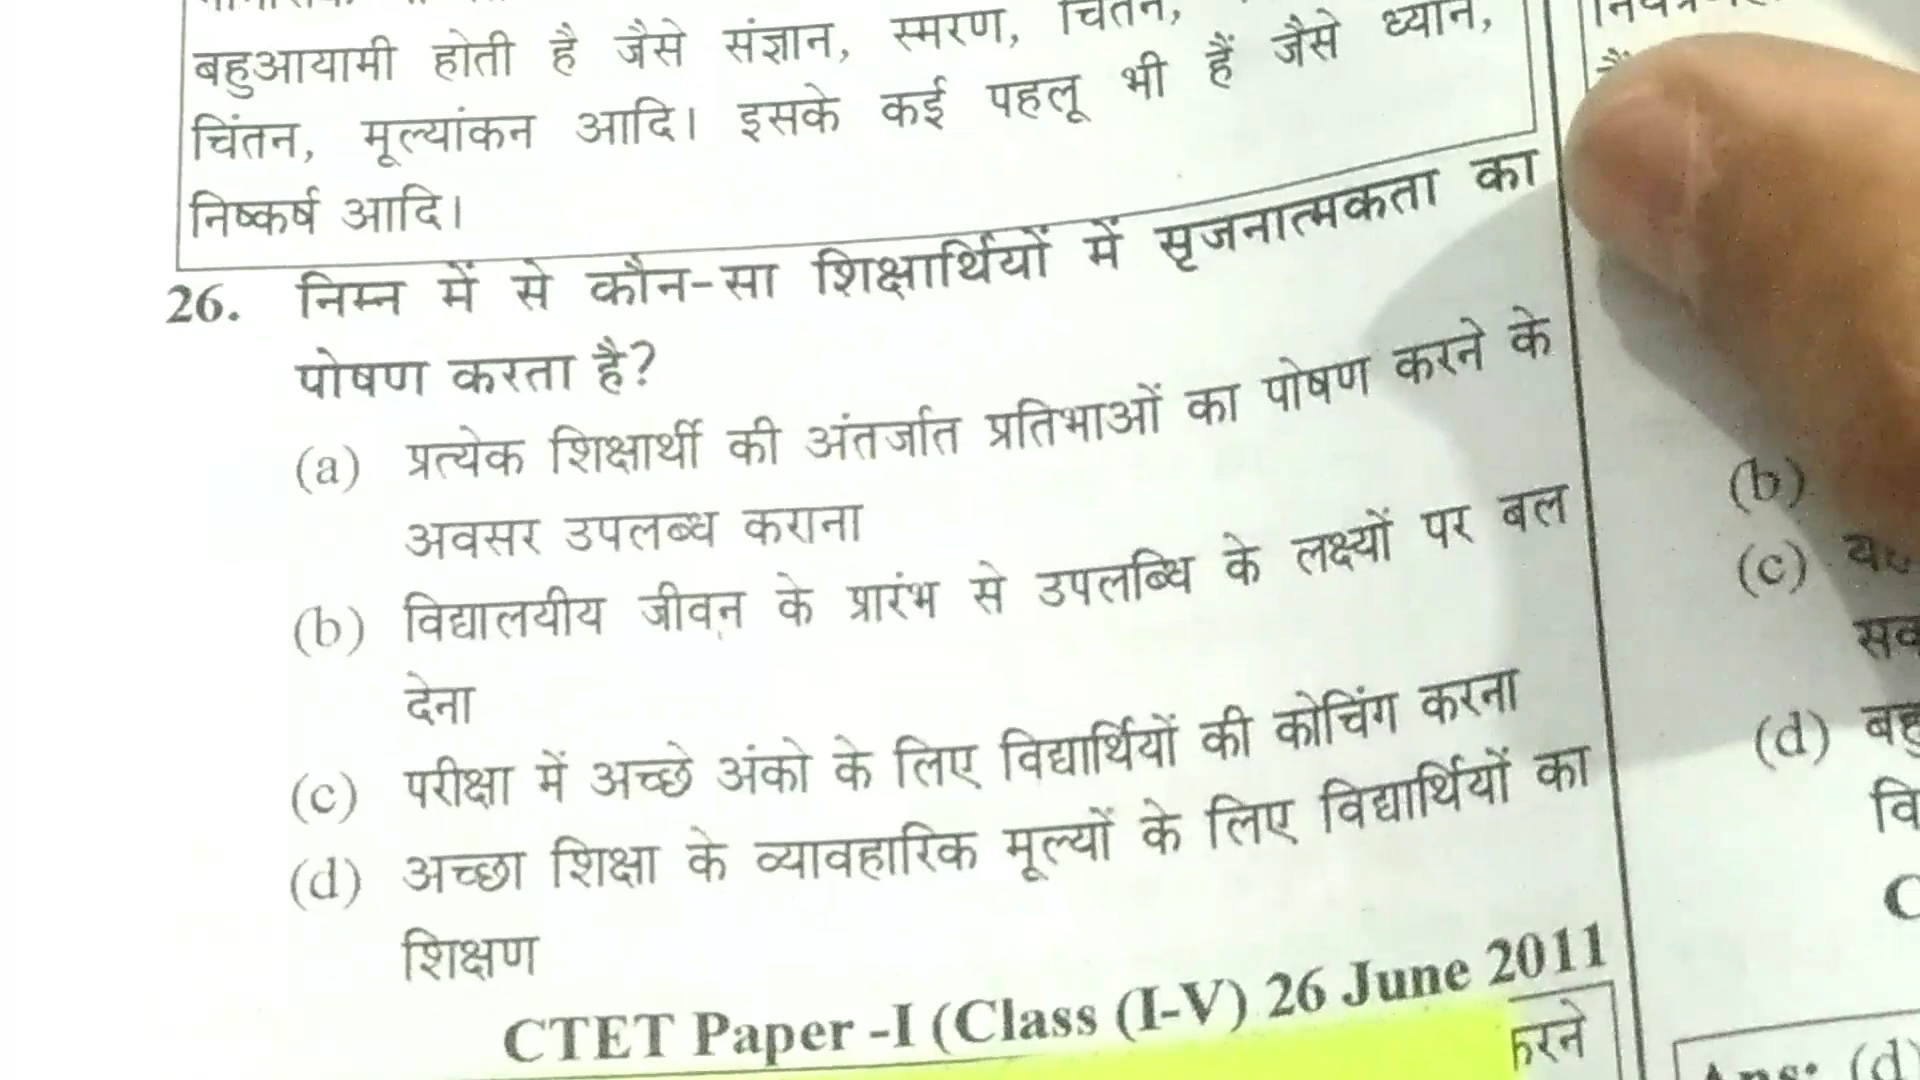 बहुआयामी होती है जैसे संज्ञान, स्मरण, चिंतन,
चिंतन, मूल्यांकन आदि। इसके कई पहलू भी हैं जैसे ध्यान,
निष्कर्ष आदि।
26. निम्न में से कौन-सा शिक्षार्थियों में सृजनात्मकता का
पोषण करता है?
(a) प्रत्येक शिक्षार्थी की अंतर्जात प्रतिभाओं का पोषण करने के
अवसर उपलब्ध कराना
(b) विद्यालयीय जीवन के प्रारंभ से उपलब्धि के लक्ष्यों पर बल
देना
(c) परीक्षा में अच्छे अंको के लिए विद्यार्थियों की कोचिंग करना
(d) अच्छा शिक्षा के व्यावहारिक मूल्यों के लिए विद्यार्थियों का
शिक्षण
CTET Paper -I (Class (I-V) 26 June 2011
करने
(b)
(c)
(d)
Ans: (d)